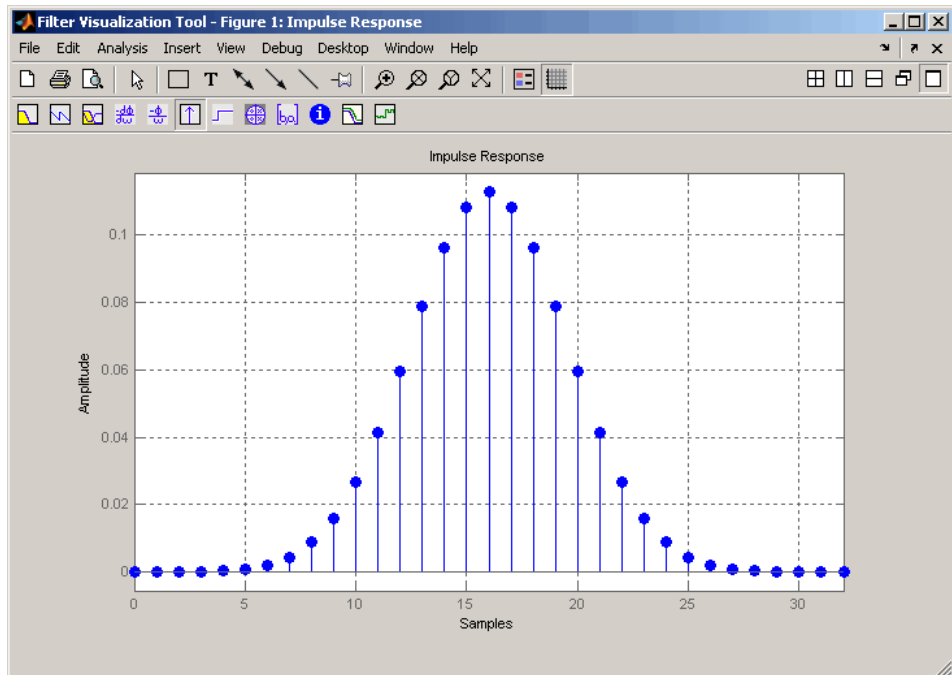 Filter Visualization Tool - Figure 1: Impulse Response
File Edit Analysis Insert View Debug Desktop Window Help
T
[b,a]
i
Impulse Response
0.1
0.08
0.06
0.04
0.02
0
Amplitude
0 5 10 15 20 25 30
Samples